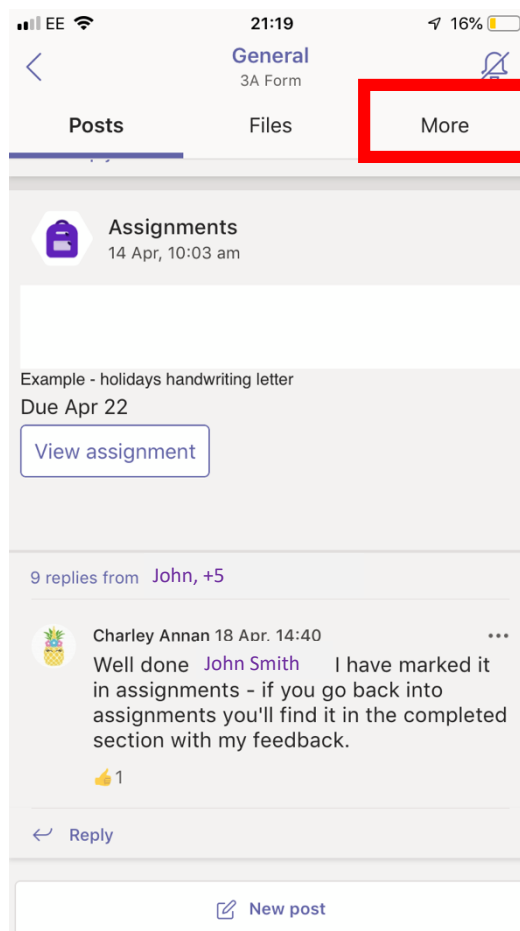 EE 21:19 16%
General
3A Form
Posts Files More
Assignments
14 Apr, 10:03 am
Example - holidays handwriting letter
Due Apr 22
View assignment
9 replies from John, +5
Charley Annan 18 Apr. 14:40
Well done John Smith I have marked it
in assignments - if you go back into
assignments you'll find it in the completed
section with my feedback.
👍1
Reply
New post